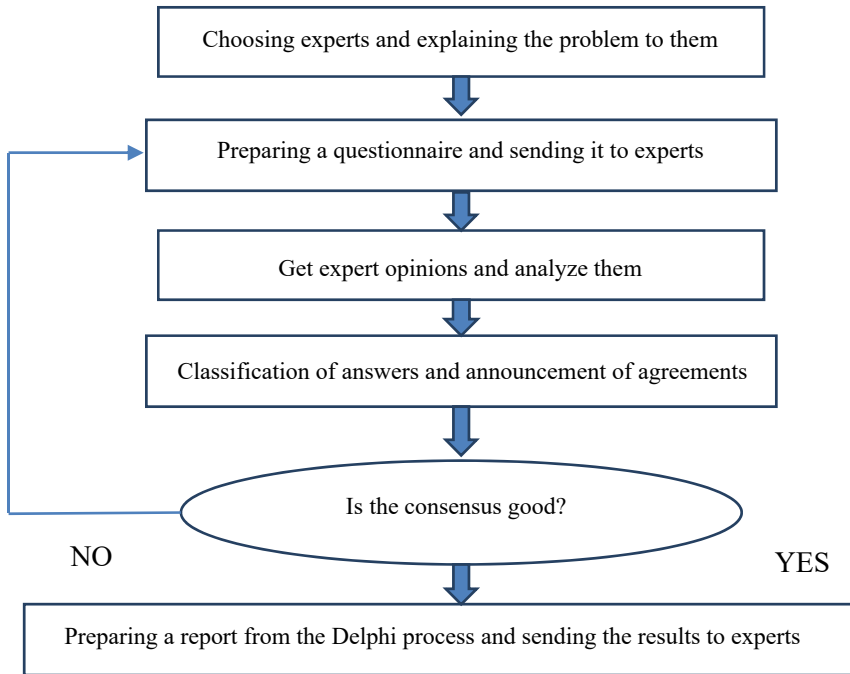 Choosing experts and explaining the problem to them
Preparing a questionnaire and sending it to experts
Get expert opinions and analyze them
Classification of answers and announcement of agreements
Is the consensus good?
NO
YES
Preparing a report from the Delphi process and sending the results to experts